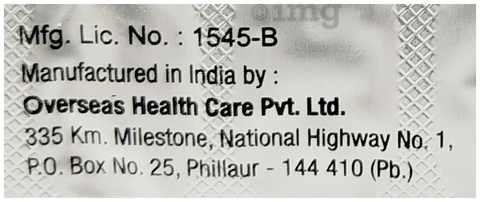 1mg
Mfg. Lic. No. : 1545-B
Manufactured in India by :
Overseas Health Care Pvt. Ltd.
335 Km. Milestone, National Highway No. 1,
P.O. Box No. 25, Phillaur - 144 410 (Pb.)